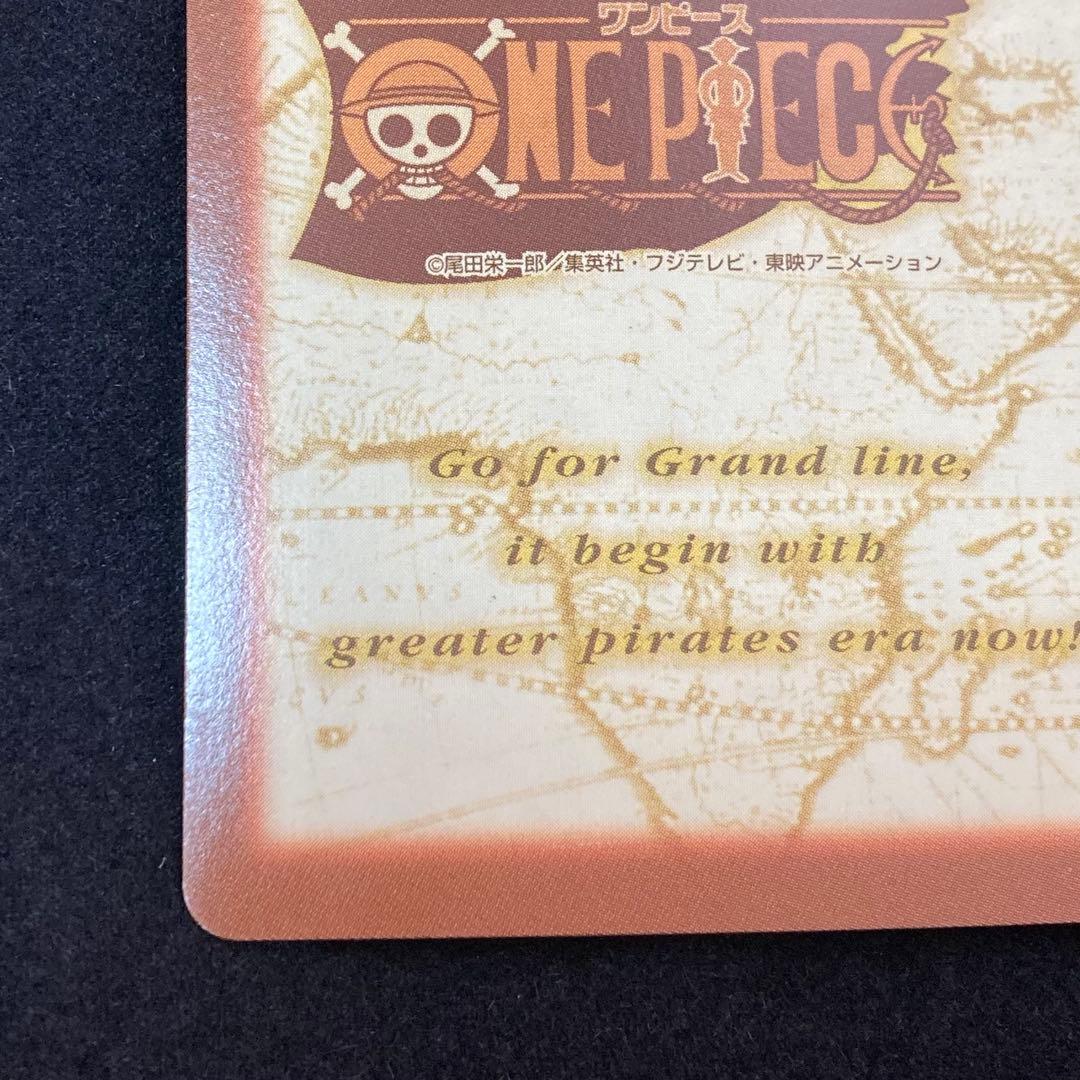 ワンピース
ONE PIECE
©尾田栄一郎／集英社・フジテレビ・東映アニメーション
Go for Grand line,
it begin with
greater pirates era now!
EANVS